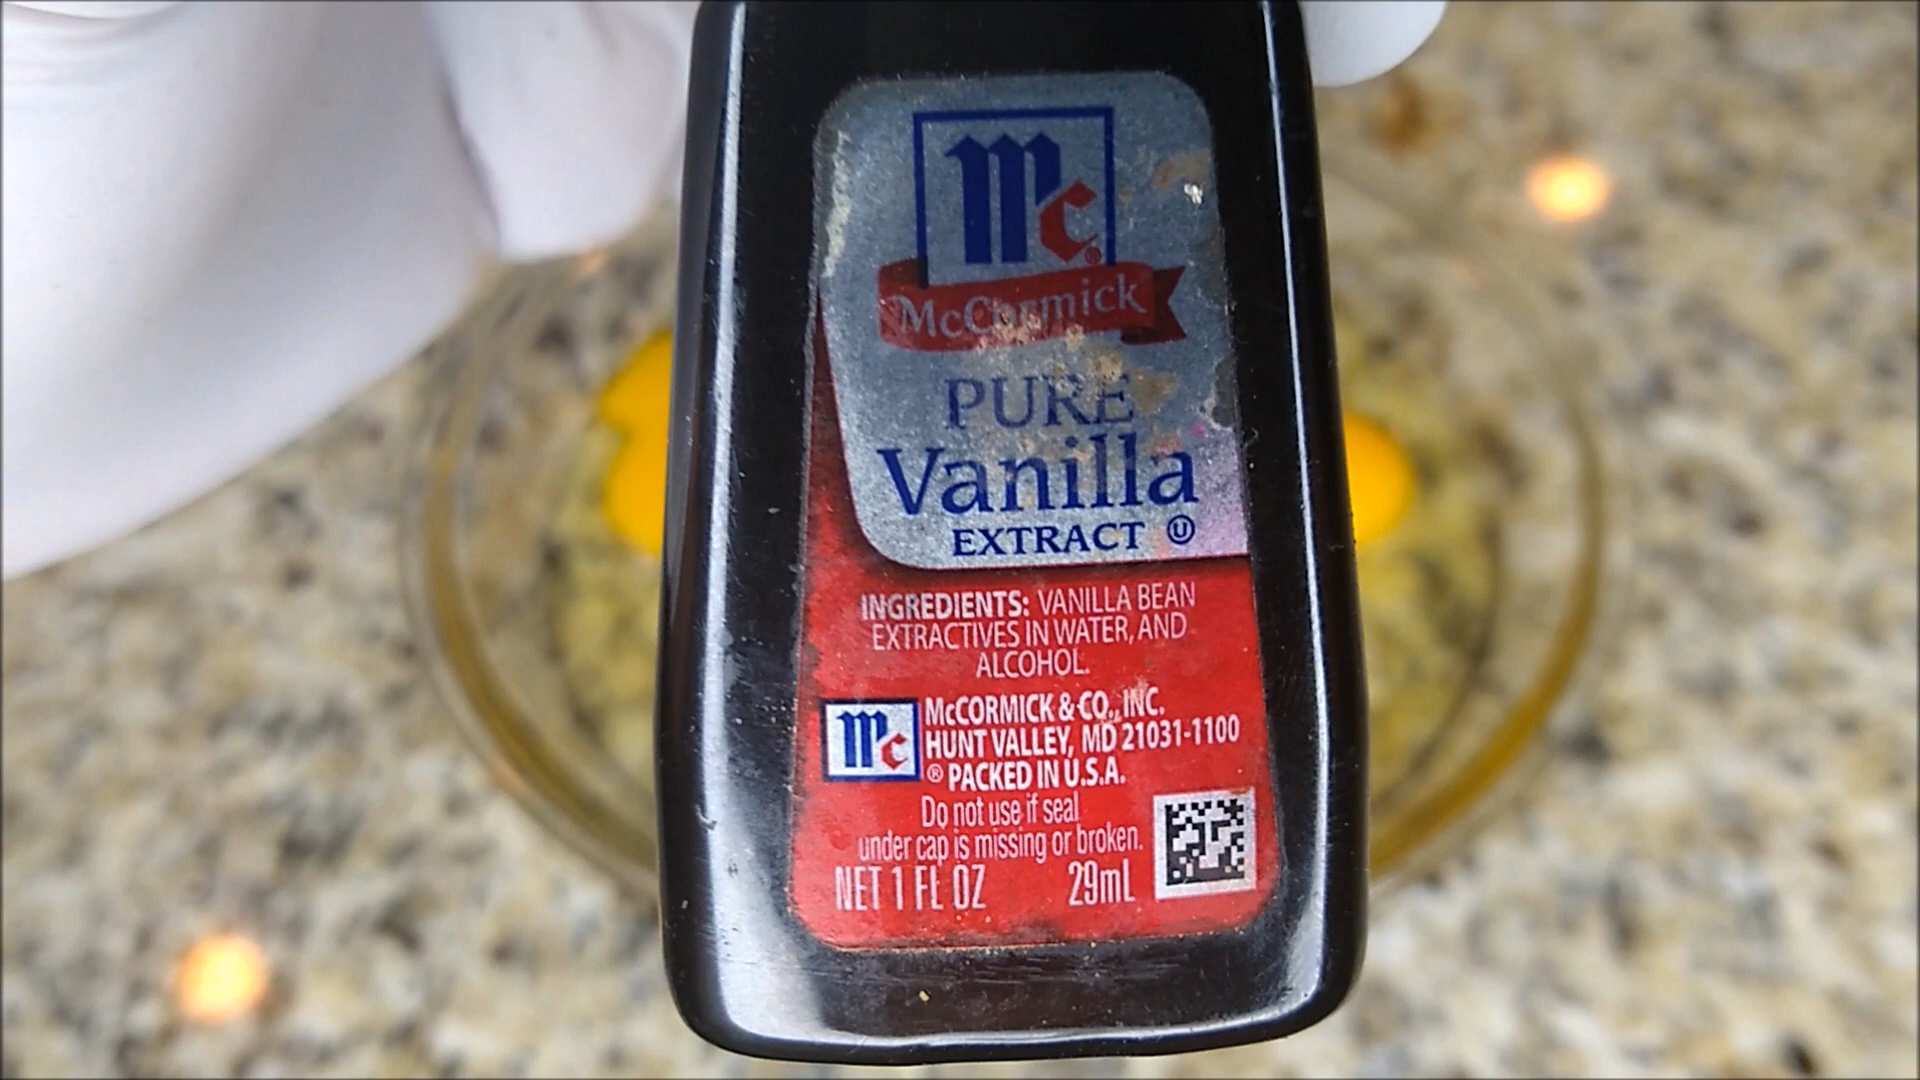 Mc®
McCormick
PURE
Vanilla
EXTRACT Ⓤ
INGREDIENTS: VANILLA BEAN
EXTRACTIVES IN WATER, AND
ALCOHOL.
Mc
McCORMICK & CO., INC.
HUNT VALLEY, MD 21031-1100
® PACKED IN U.S.A.
Do not use if seal
under cap is missing or broken.
NET 1 FL OZ 29mL